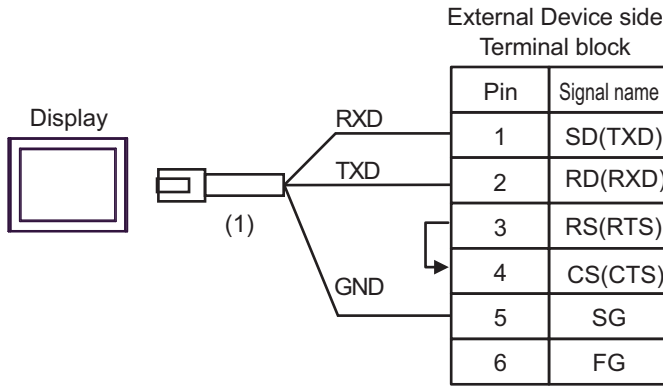 External Device side
Terminal block
Display
Pin Signal name
1 SD(TXD)
2 RD(RXD)
3 RS(RTS)
4 CS(CTS)
5 SG
6 FG
RXD
TXD
GND
(1)